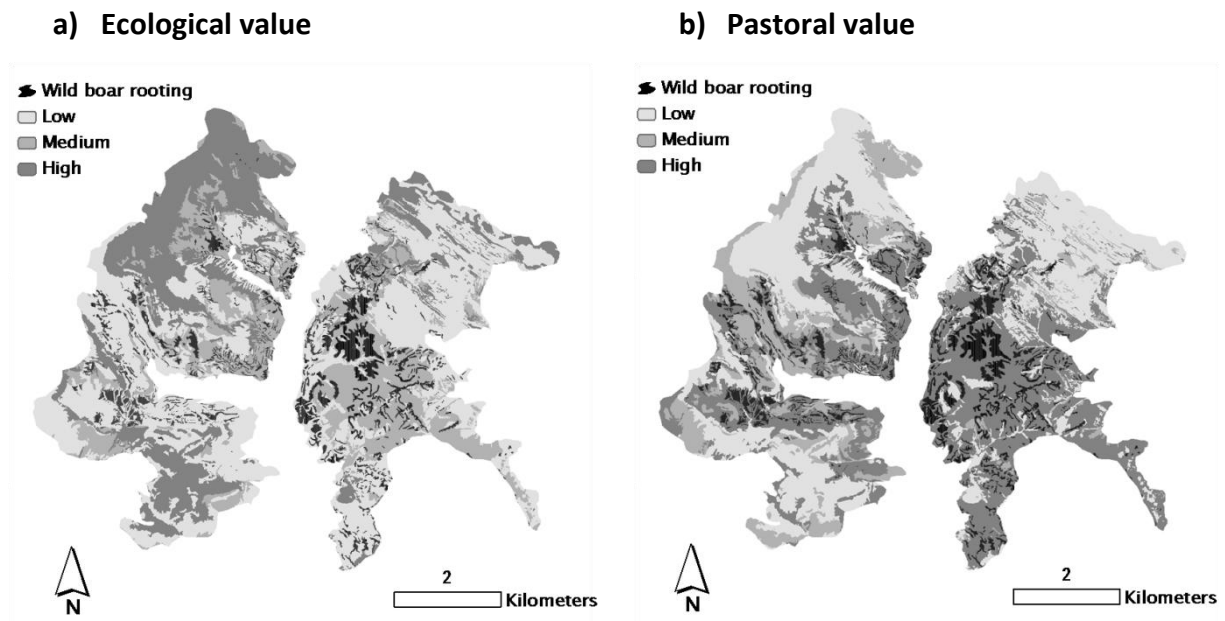 a) Ecological value
Wild boar rooting
Low
Medium
High
2
Kilometers
N
b) Pastoral value
Wild boar rooting
Low
Medium
High
2
Kilometers
N